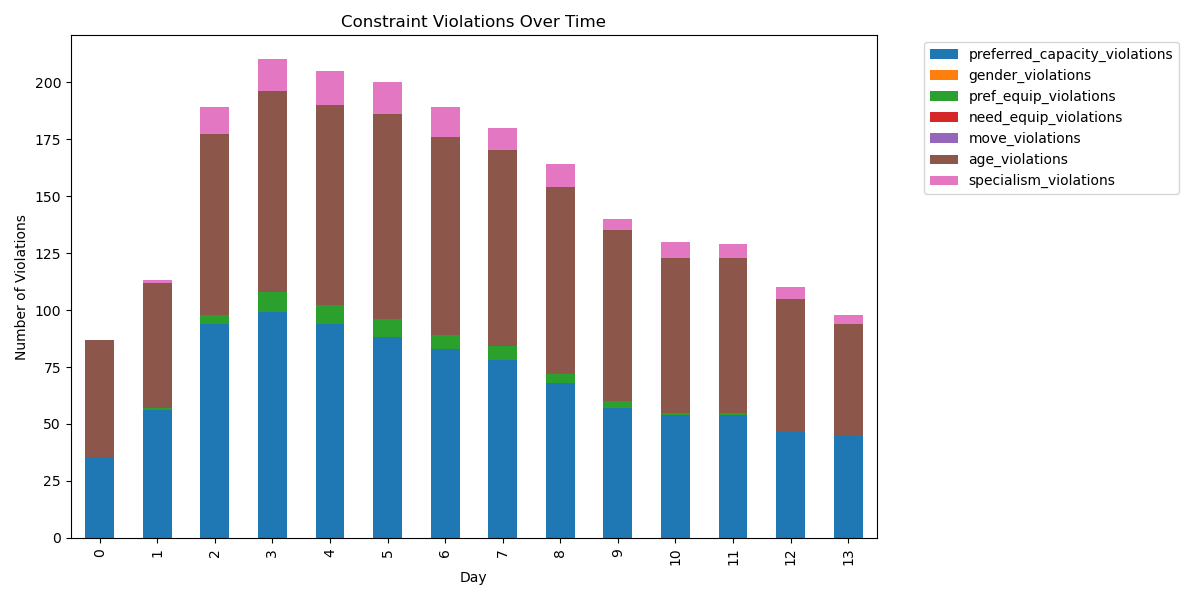 Constraint Violations Over Time
Number of Violations
200
175
150
125
100
75
50
25
0
0 1 2 3 4 5 6 7 8 9 10 11 12 13
Day
preferred_capacity_violations
gender_violations
pref_equip_violations
need_equip_violations
move_violations
age_violations
specialism_violations